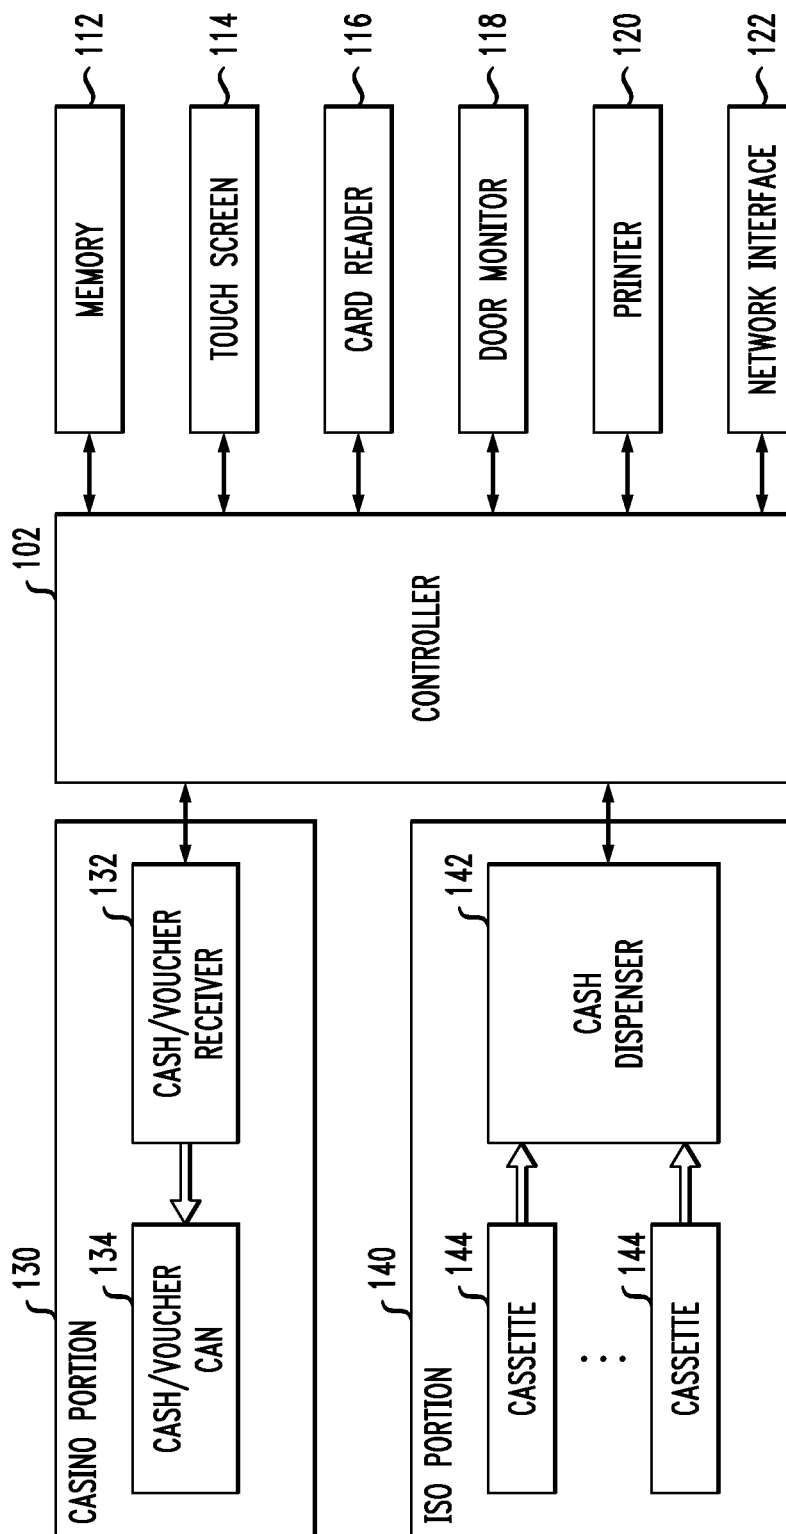 130
CASINO PORTION
134
CASH/VOUCHER
CAN
132
CASH/VOUCHER
RECEIVER
140
ISO PORTION
144
CASSETTE
...
144
CASSETTE
142
CASH
DISPENSER
102
CONTROLLER
MEMORY
112
TOUCH SCREEN
114
CARD READER
116
DOOR MONITOR
118
PRINTER
120
NETWORK INTERFACE
122